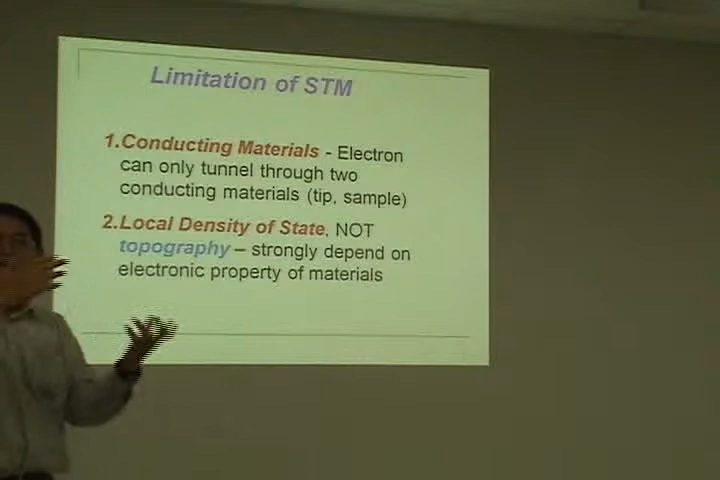 Limitation of STM
1.Conducting Materials - Electron
can only tunnel through two
conducting materials (tip, sample)
2.Local Density of State, NOT
topography – strongly depend on
electronic property of materials